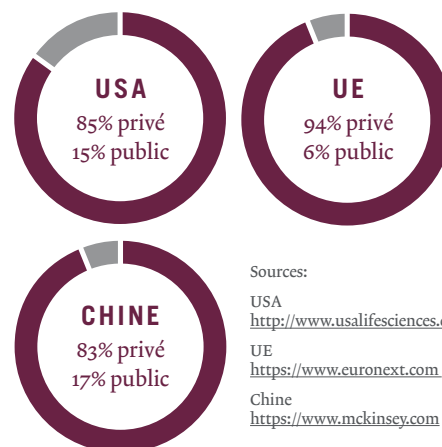 USA
85% privé
15% public
UE
94% privé
6% public
CHINE
83% privé
17% public
Sources:
USA
http://www.usalifesciences.
UE
https://www.euronext.com
Chine
https://www.mckinsey.com